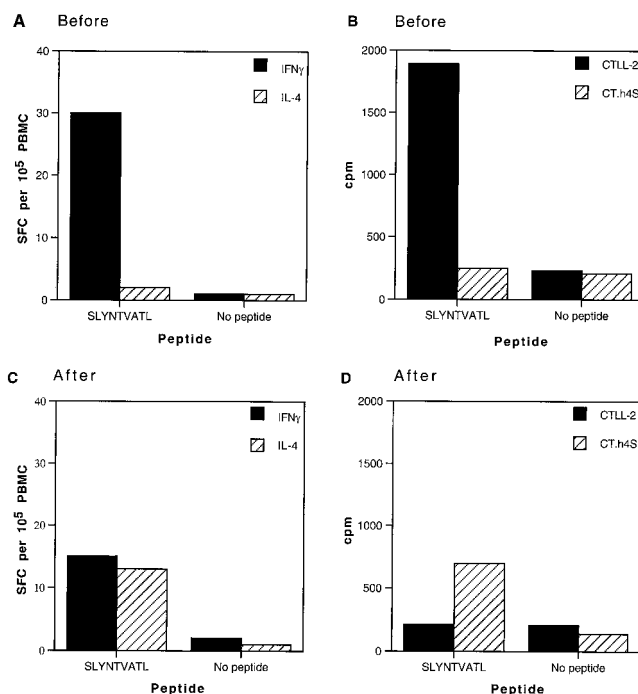 A Before
40
30
20
10
0
SFC per 10⁵ PBMC
IFNγ
IL-4
SLYNTVATL No peptide
Peptide
B Before
2000
1500
1000
500
0
cpm
CTLL-2
CT.h4S
SLYNTVATL No peptide
Peptide
C After
40
30
20
10
0
SFC per 10⁵ PBMC
IFNγ
IL-4
SLYNTVATL No peptide
Peptide
D After
2000
1500
1000
500
0
cpm
CTLL-2
CT.h4S
SLYNTVATL No peptide
Peptide